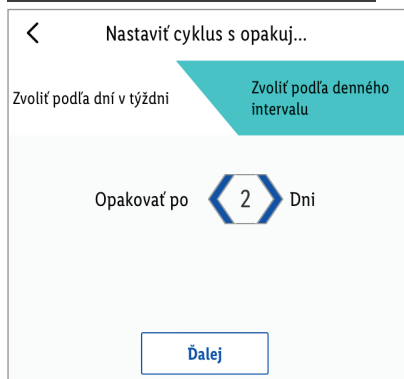 Nastaviť cyklus s opakuj...
Zvoliť podľa dní v týždni
Zvoliť podľa denného
intervalu
Opakovať po 2 Dni
Ďalej